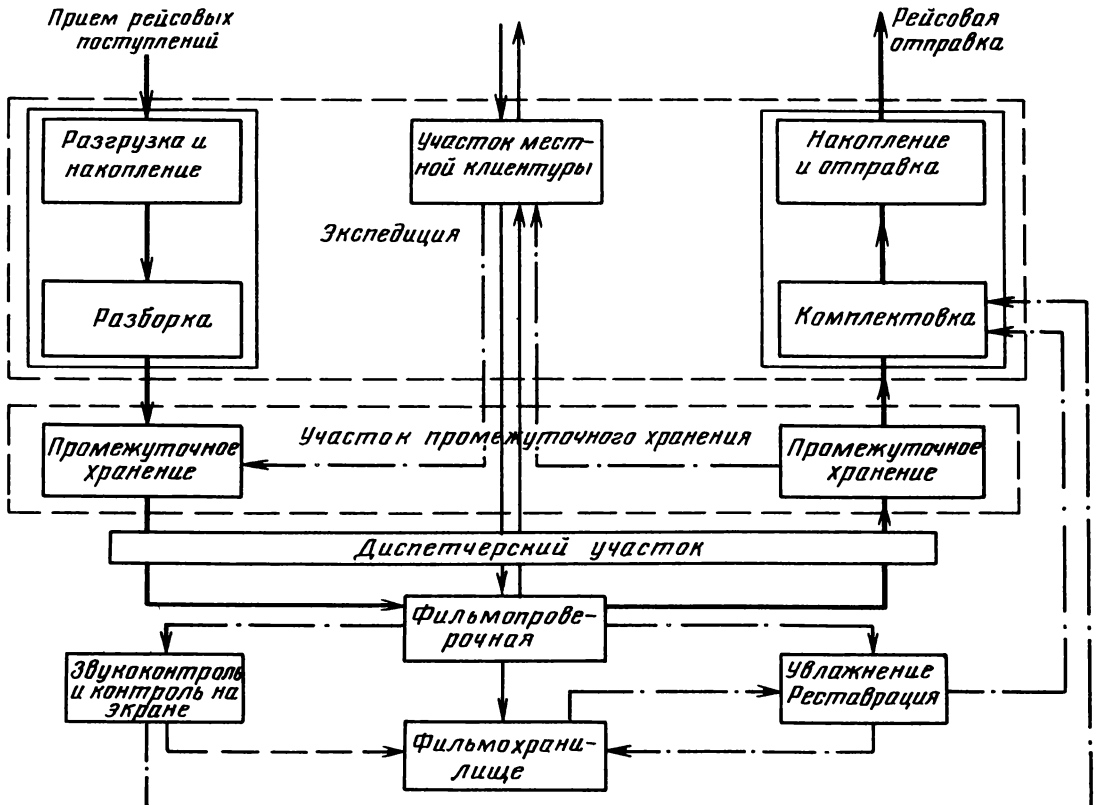 Прием рейсовых
поступлений
Рейсовая
отправка
Разгрузка и
накопление
Участок мест-
ной клиентуры
Накопление
и отправка
Экспедиция
Разборка
Комплектовка
Участок промежуточного хранения
Промежуточное
хранение
Промежуточное
хранение
Диспетчерский участок
Фильмопрове-
рочная
Звукоконтроль
и контроль на
экране
Увлажнение
Реставрация
Фильмохрани-
лище